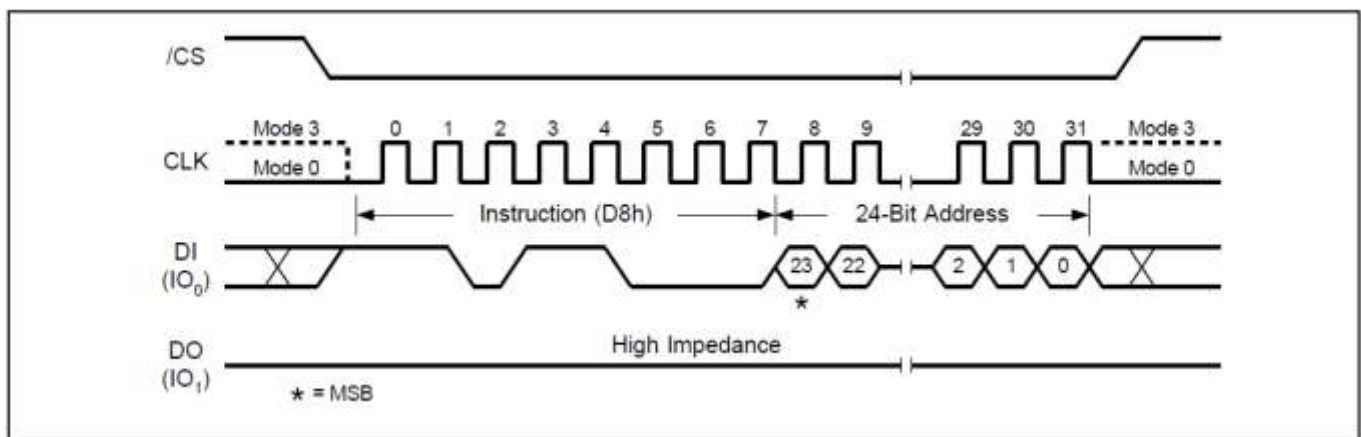 /CS
Mode 3 0 1 2 3 4 5 6 7 8 9 29 30 31 Mode 3
CLK
Mode 0 Mode 0
Instruction (D8h) 24-Bit Address
DI
(IO₀)
23 22 2 1 0
*
High Impedance
DO
(IO₁)
* = MSB